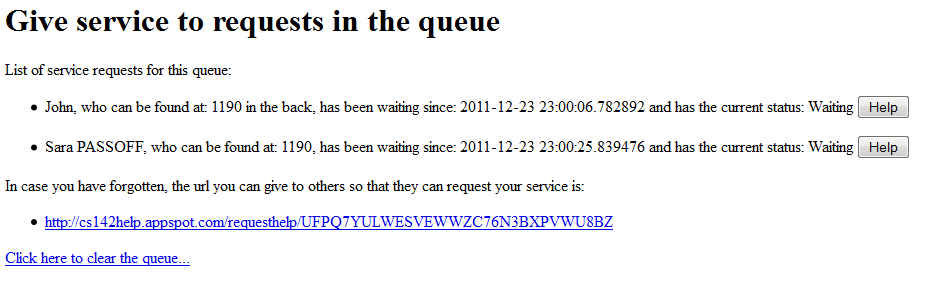 Give service to requests in the queue
List of service requests for this queue:
John, who can be found at: 1190 in the back, has been waiting since: 2011-12-23 23:00:06.782892 and has the current status: Waiting Help
Sara PASSOFF, who can be found at: 1190, has been waiting since: 2011-12-23 23:00:25.839476 and has the current status: Waiting Help
In case you have forgotten, the url you can give to others so that they can request your service is:
http://cs142help.appspot.com/requesthelp/UFPQ7YULWESVEWWZC76N3BXPVWU8BZ
Click here to clear the queue...